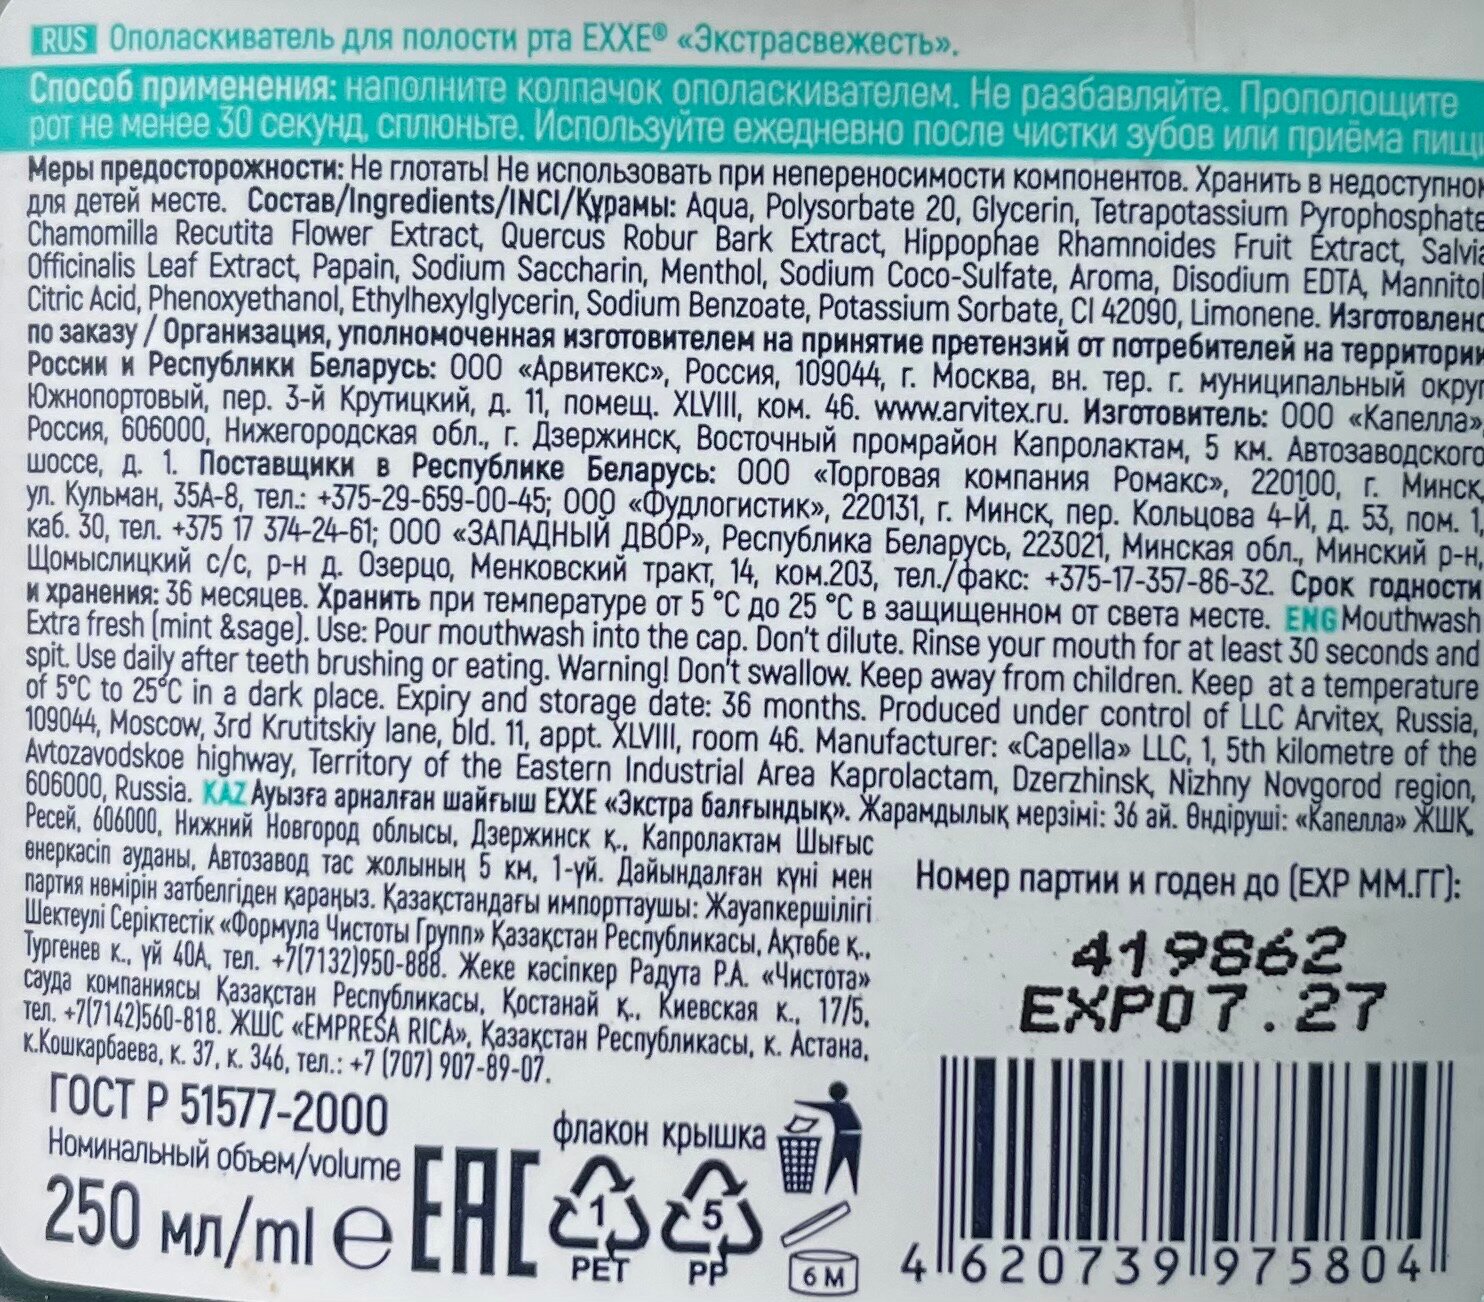 RUS Ополаскиватель для полости рта EXXE® «Экстрасвежесть».
Способ применения: наполните колпачок ополаскивателем. Не разбавляйте. Прополощите
рот не менее 30 секунд, сплюньте. Используйте ежедневно после чистки зубов или приёма пищи
Меры предосторожности: Не глотать! Не использовать при непереносимости компонентов. Хранить в недоступном
для детей месте. Состав/Ingredients/INCI/Құрамы: Aqua, Polysorbate 20, Glycerin, Tetrapotassium Pyrophosphate
Chamomilla Recutita Flower Extract, Quercus Robur Bark Extract, Hippophae Rhamnoides Fruit Extract, Salvia
Officinalis Leaf Extract, Papain, Sodium Saccharin, Menthol, Sodium Coco-Sulfate, Aroma, Disodium EDTA, Mannitol
Citric Acid, Phenoxyethanol, Ethylhexylglycerin, Sodium Benzoate, Potassium Sorbate, CI 42090, Limonene. Изготовлено
по заказу / Организация, уполномоченная изготовителем на принятие претензий от потребителей на территории
России и Республики Беларусь: ООО «Арвитекс», Россия, 109044, г. Москва, вн. тер. г. муниципальный округ
Южнопортовый, пер. 3-й Крутицкий, д. 11, помещ. XLVIII, ком. 46. www.arvitex.ru. Изготовитель: ООО «Капелла»,
Россия, 606000, Нижегородская обл., г. Дзержинск, Восточный промрайон Капролактам, 5 км. Автозаводского
шоссе, д. 1. Поставщики в Республике Беларусь: ООО «Торговая компания Ромакс», 220100, г. Минск,
ул. Кульман, 35А-8, тел.: +375-29-659-00-45; ООО «Фудлогистик», 220131, г. Минск, пер. Кольцова 4-Й, д. 53, пом. 1
каб. 30, тел. +375 17 374-24-61; ООО «ЗАПАДНЫЙ ДВОР», Республика Беларусь, 223021, Минская обл., Минский р-н,
Щомыслицкий с/с, р-н д. Озерцо, Менковский тракт, 14, ком.203, тел./факс: +375-17-357-86-32. Срок годности
и хранения: 36 месяцев. Хранить при температуре от 5 °C до 25 °C в защищенном от света месте. ENG Mouthwash
Extra fresh (mint &sage). Use: Pour mouthwash into the cap. Don't dilute. Rinse your mouth for at least 30 seconds and
spit. Use daily after teeth brushing or eating. Warning! Don't swallow. Keep away from children. Keep at a temperature
of 5°C to 25°C in a dark place. Expiry and storage date: 36 months. Produced under control of LLC Arvitex, Russia,
109044, Moscow, 3rd Krutitskiy lane, bld. 11, appt. XLVIII, room 46. Manufacturer: «Capella» LLC, 1, 5th kilometre of the
Avtozavodskoe highway, Territory of the Eastern Industrial Area Kaprolactam, Dzerzhinsk, Nizhny Novgorod region,
606000, Russia. KAZ Ауызға арналған шайғыш EXXE «Экстра балғындық». Жарамдылық мерзімі: 36 ай. Өндіруші: «Капелла» ЖШҚ,
Ресей, 606000, Нижний Новгород облысы, Дзержинск қ., Капролактам Шығыс
өнеркәсіп ауданы, Автозавод тас жолының 5 км, 1-үй. Дайындалған күні мен
партия нөмірін затбелгіден қараңыз. Қазақстандағы импорттаушы: Жауапкершілігі
Шектеулі Серіктестік «Формула Чистоты Групп» Қазақстан Республикасы, Ақтөбе қ.,
Тургенев к., үй 40А, тел. +7(7132)950-888. Жеке кәсіпкер Радута Р.А. «Чистота»
сауда компаниясы Қазақстан Республикасы, Қостанай қ., Киевская к., 17/5,
тел. +7(7142)560-818. ЖШС «EMPRESA RICA», Қазақстан Республикасы, к. Астана,
к.Кошкарбаева, к. 37, к. 346, тел.: +7 (707) 907-89-07.
Номер партии и годен до (EXP ММ.ГГ):
419862
EXP07.27
ГОСТ Р 51577-2000
Номинальный объем/volume
250 мл/ml e
EAC
флакон крышка
1 5
PET PP
6 M
4 620739 975804